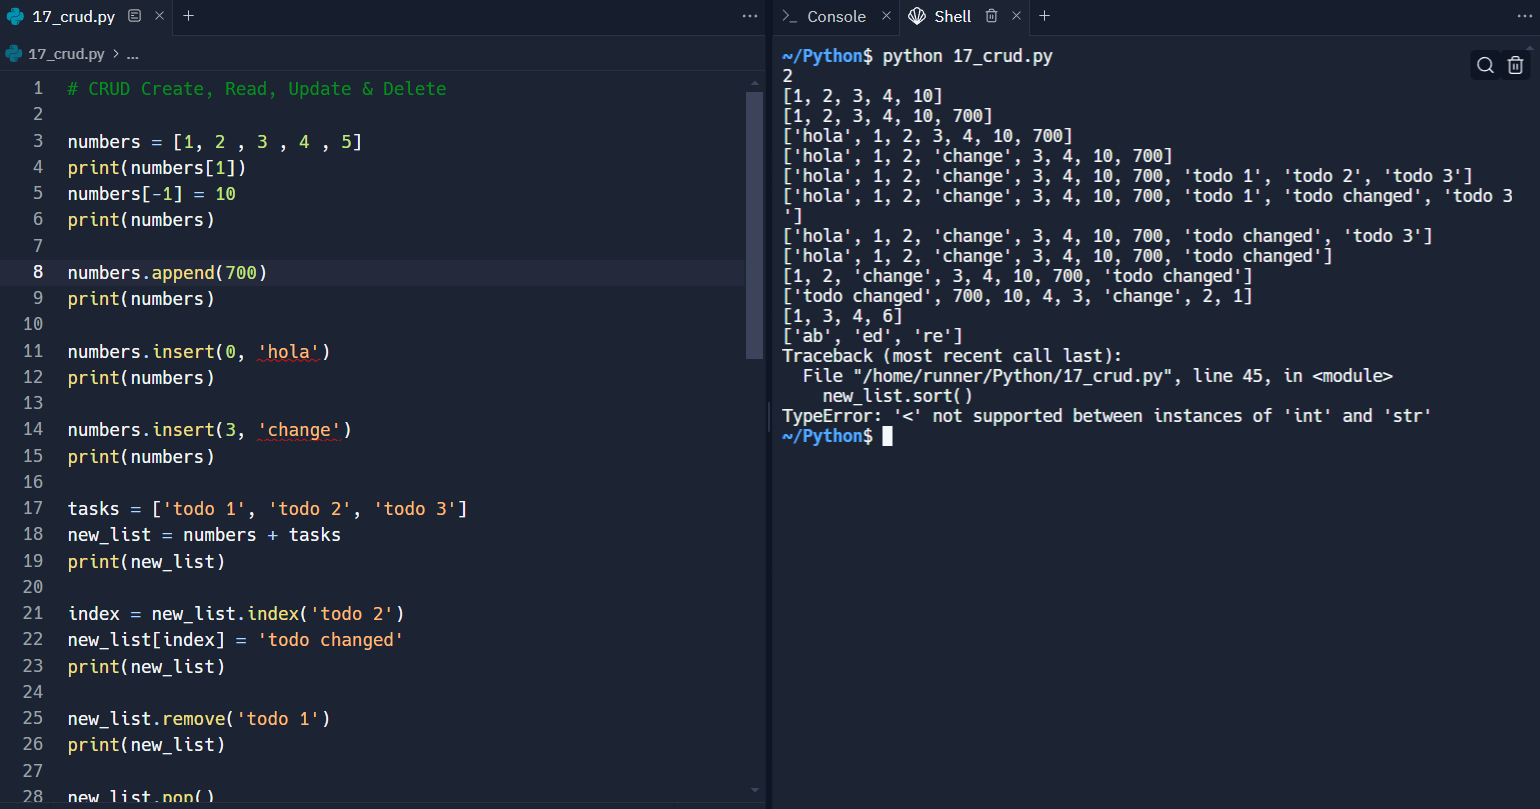 17_crud.py
17_crud.py > ...
1 # CRUD Create, Read, Update & Delete
2
3 numbers = [1, 2 , 3 , 4 , 5]
4 print(numbers[1])
5 numbers[-1] = 10
6 print(numbers)
7
8 numbers.append(700)
9 print(numbers)
10
11 numbers.insert(0, 'hola')
12 print(numbers)
13
14 numbers.insert(3, 'change')
15 print(numbers)
16
17 tasks = ['todo 1', 'todo 2', 'todo 3']
18 new_list = numbers + tasks
19 print(new_list)
20
21 index = new_list.index('todo 2')
22 new_list[index] = 'todo changed'
23 print(new_list)
24
25 new_list.remove('todo 1')
26 print(new_list)
27
28 new_list.pop()
Console
Shell
~/Python$ python 17_crud.py
2
[1, 2, 3, 4, 10]
[1, 2, 3, 4, 10, 700]
['hola', 1, 2, 3, 4, 10, 700]
['hola', 1, 2, 'change', 3, 4, 10, 700]
['hola', 1, 2, 'change', 3, 4, 10, 700, 'todo 1', 'todo 2', 'todo 3']
['hola', 1, 2, 'change', 3, 4, 10, 700, 'todo 1', 'todo changed', 'todo 3
']
['hola', 1, 2, 'change', 3, 4, 10, 700, 'todo changed', 'todo 3']
['hola', 1, 2, 'change', 3, 4, 10, 700, 'todo changed']
[1, 2, 'change', 3, 4, 10, 700, 'todo changed']
['todo changed', 700, 10, 4, 3, 'change', 2, 1]
[1, 3, 4, 6]
['ab', 'ed', 're']
Traceback (most recent call last):
  File "/home/runner/Python/17_crud.py", line 45, in <module>
    new_list.sort()
TypeError: '<' not supported between instances of 'int' and 'str'
~/Python$